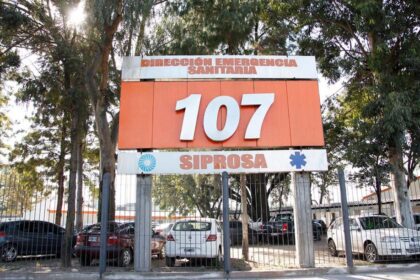 DIRECCIÓN EMERGENCIA
SANITARIA
107
SIPROSA